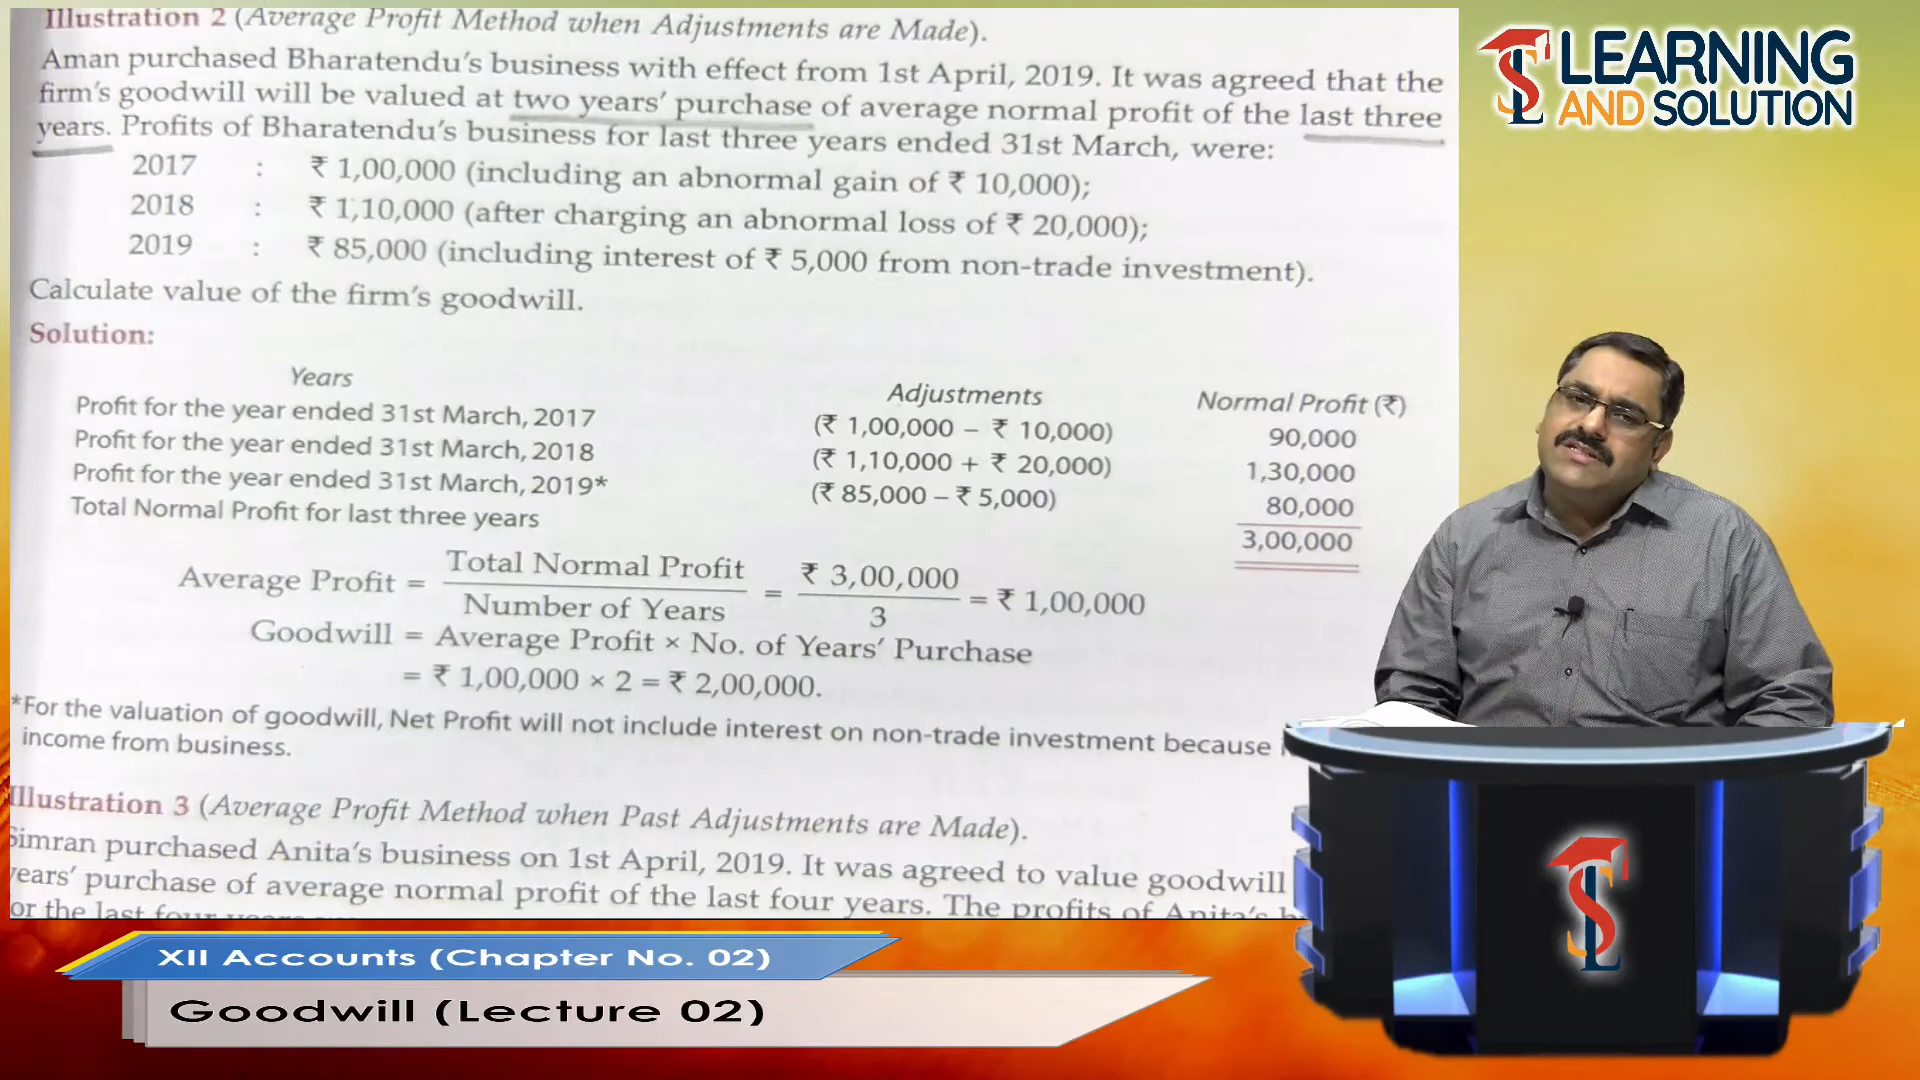 Illustration 2 (Average Profit Method when Adjustments are Made).
Aman purchased Bharatendu's business with effect from 1st April, 2019. It was agreed that the
firm's goodwill will be valued at two years' purchase of average normal profit of the last three
years. Profits of Bharatendu's business for last three years ended 31st March, were:
2017 : ₹ 1,00,000 (including an abnormal gain of ₹ 10,000);
2018 : ₹ 1,10,000 (after charging an abnormal loss of ₹ 20,000);
2019 : ₹ 85,000 (including interest of ₹ 5,000 from non-trade investment).
Calculate value of the firm's goodwill.
Solution:
Years Adjustments Normal Profit (₹)
Profit for the year ended 31st March, 2017 (₹ 1,00,000 – ₹ 10,000) 90,000
Profit for the year ended 31st March, 2018 (₹ 1,10,000 + ₹ 20,000) 1,30,000
Profit for the year ended 31st March, 2019* (₹ 85,000 – ₹ 5,000) 80,000
Total Normal Profit for last three years 3,00,000
Average Profit = Total Normal Profit / Number of Years = ₹ 3,00,000 / 3 = ₹ 1,00,000
Goodwill = Average Profit × No. of Years' Purchase
= ₹ 1,00,000 × 2 = ₹ 2,00,000.
*For the valuation of goodwill, Net Profit will not include interest on non-trade investment because
income from business.
Illustration 3 (Average Profit Method when Past Adjustments are Made).
Simran purchased Anita's business on 1st April, 2019. It was agreed to value goodwill
years' purchase of average normal profit of the last four years. The profits of Anita's
or the last four years
LEARNING
AND SOLUTION
XII Accounts (Chapter No. 02)
Goodwill (Lecture 02)